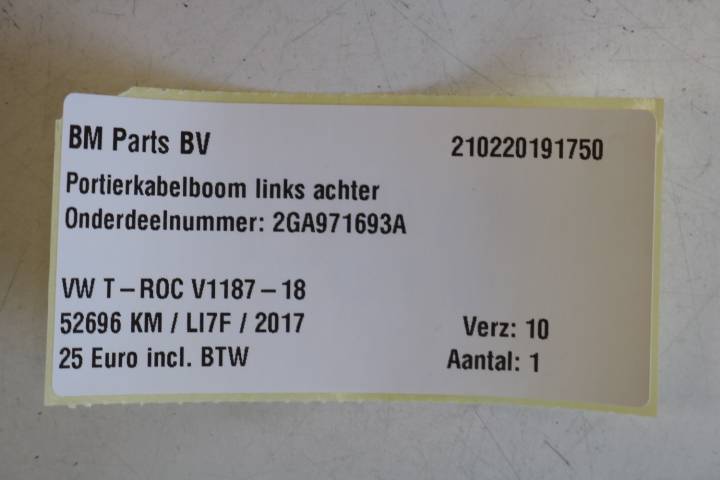 BM Parts BV 210220191750
Portierkabelboom links achter
Onderdeelnummer: 2GA971693A
VW T-ROC V1187-18
52696 KM / LI7F / 2017 Verz: 10
25 Euro incl. BTW Aantal: 1